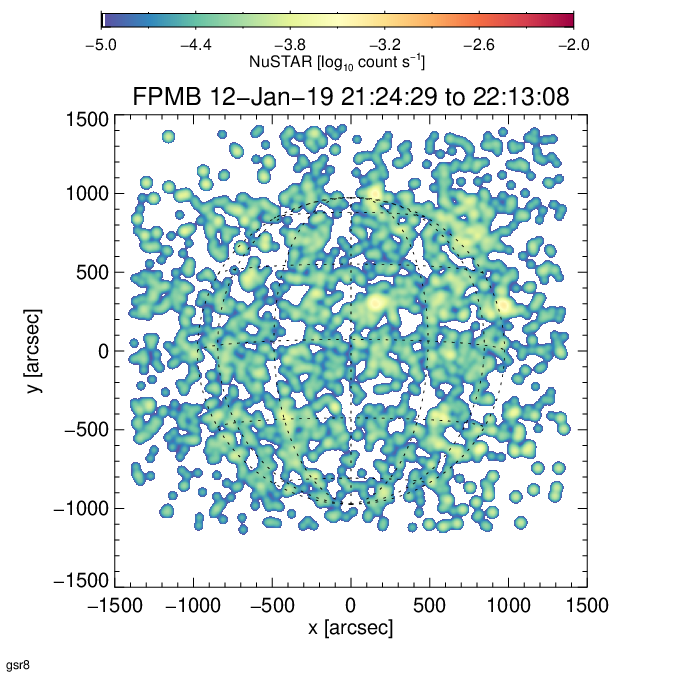 −5.0 −4.4 −3.8 −3.2 −2.6 −2.0
NuSTAR [log10 count s−1]
FPMB 12−Jan−19 21:24:29 to 22:13:08
1500
1000
500
0
−500
−1000
−1500
y [arcsec]
−1500 −1000 −500 0 500 1000 1500
x [arcsec]
gsr8